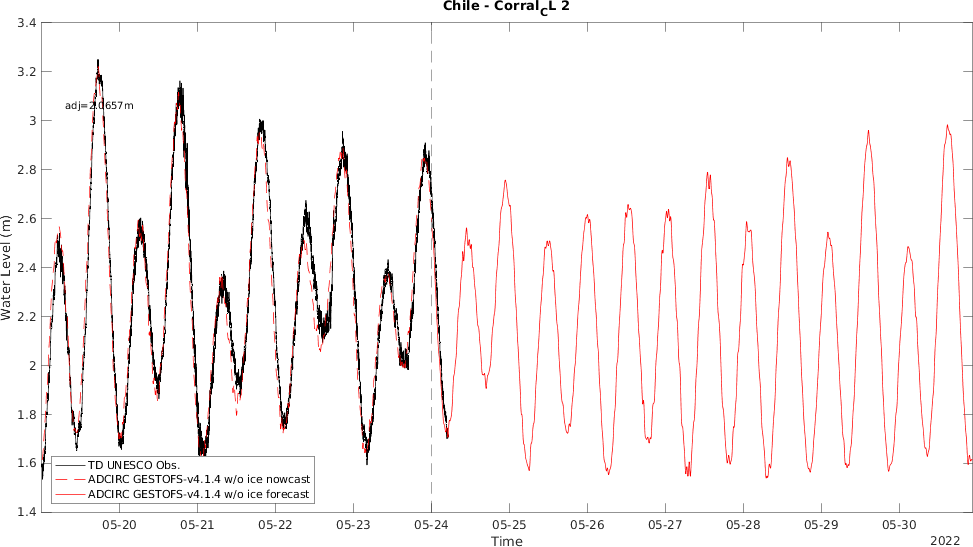 Chile - Corral_CL 2
3.4
3.2
3
2.8
2.6
2.4
2.2
2
1.8
1.6
1.4
Water Level (m)
adj=2.0657m
TD UNESCO Obs.
ADCIRC GESTOFS-v4.1.4 w/o ice nowcast
ADCIRC GESTOFS-v4.1.4 w/o ice forecast
05-20 05-21 05-22 05-23 05-24 05-25 05-26 05-27 05-28 05-29 05-30
Time
2022